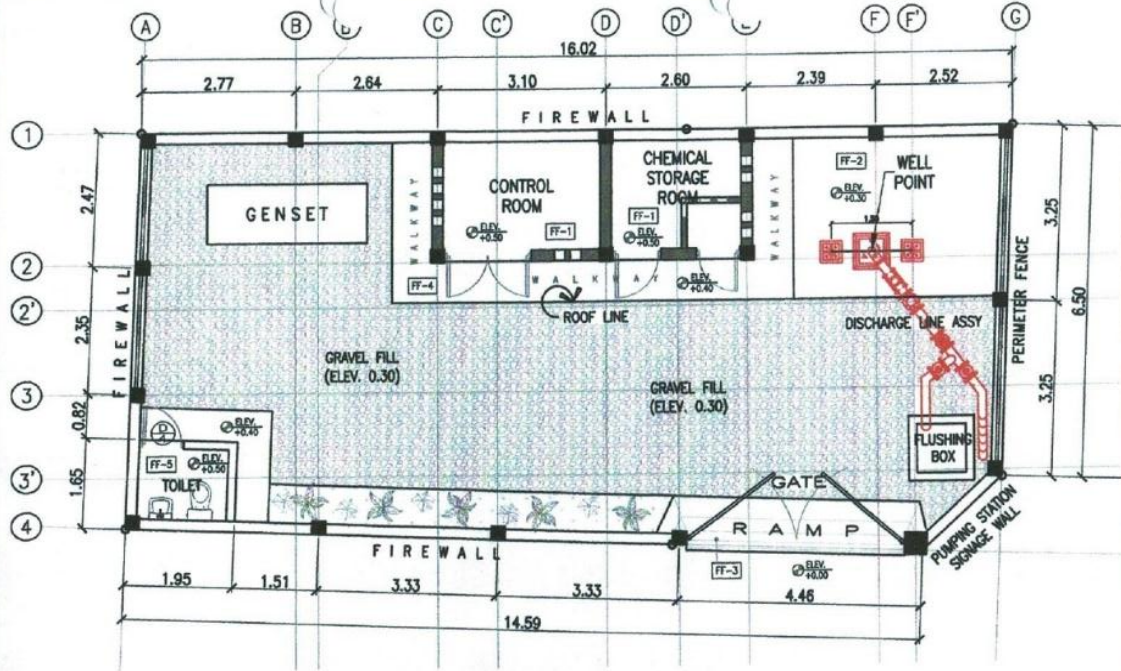 A B C C' D D' F F' G
16.02
2.77 2.64 3.10 2.60 2.39 2.52
FIREWALL
1
2
2'
3
3'
4
2.47
2.35
0.82
1.65
FIREWALL
GENSET
WALKWAY
CONTROL
ROOM
ELEV.
+0.50
FF-1
CHEMICAL
STORAGE
ROOM
FF-1
ELEV.
+0.50
WALKWAY
FF-2
ELEV.
+0.30
WELL
POINT
3.25
6.50
3.25
PERIMETER FENCE
FF-4
WALKWAY
ELEV.
+0.40
ROOF LINE
DISCHARGE LINE ASSY
GRAVEL FILL
(ELEV. 0.30)
GRAVEL FILL
(ELEV. 0.30)
ELEV.
+0.40
FF-5
ELEV.
+0.50
TOILET
FLUSHING
BOX
GATE
RAMP
PUMPING STATION
SIGNAGE WALL
FIREWALL
FF-3
ELEV.
+0.00
1.95 1.51 3.33 3.33 4.46
14.59